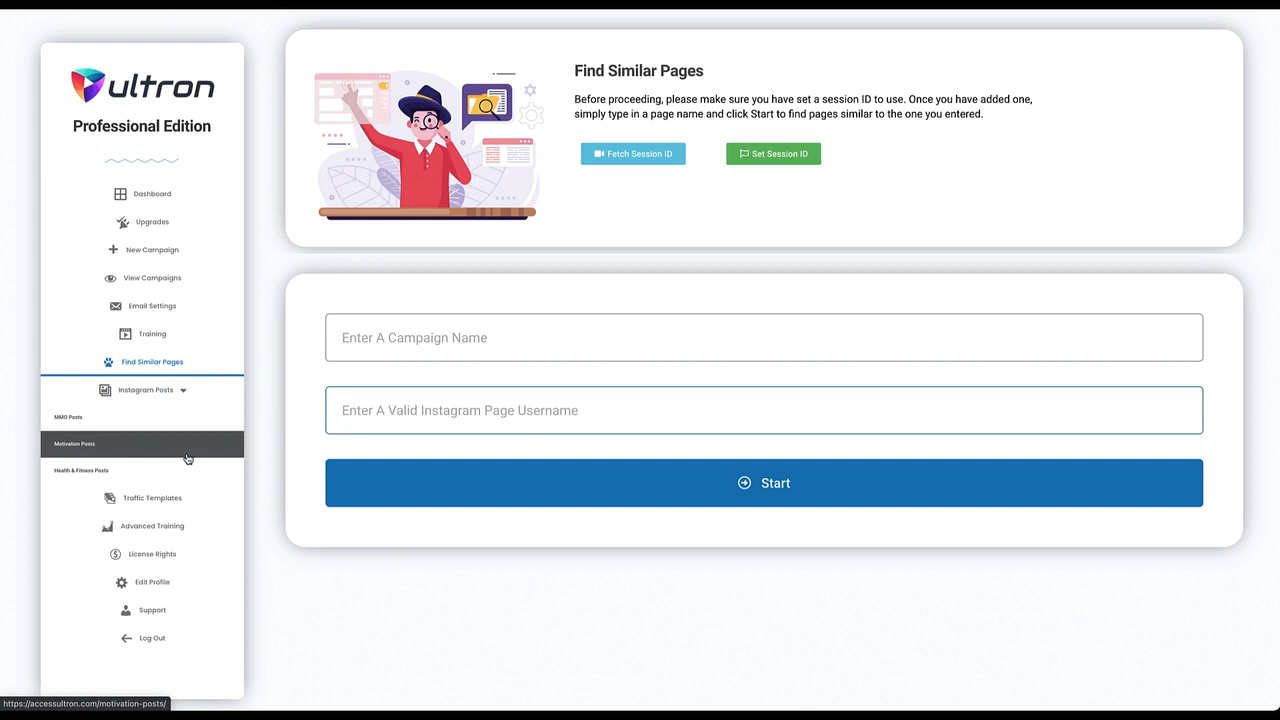 ultron
Professional Edition
Dashboard
Upgrades
New Campaign
View Campaigns
Email Settings
Training
Find Similar Pages
Instagram Posts
MMO Posts
Motivation Posts
Health & Fitness Posts
Traffic Templates
Advanced Training
License Rights
Edit Profile
Support
Log Out
Find Similar Pages
Before proceeding, please make sure you have set a session ID to use. Once you have added one,
simply type in a page name and click Start to find pages similar to the one you entered.
Fetch Session ID
Set Session ID
Enter A Campaign Name
Enter A Valid Instagram Page Username
Start
https://accessultron.com/motivation-posts/